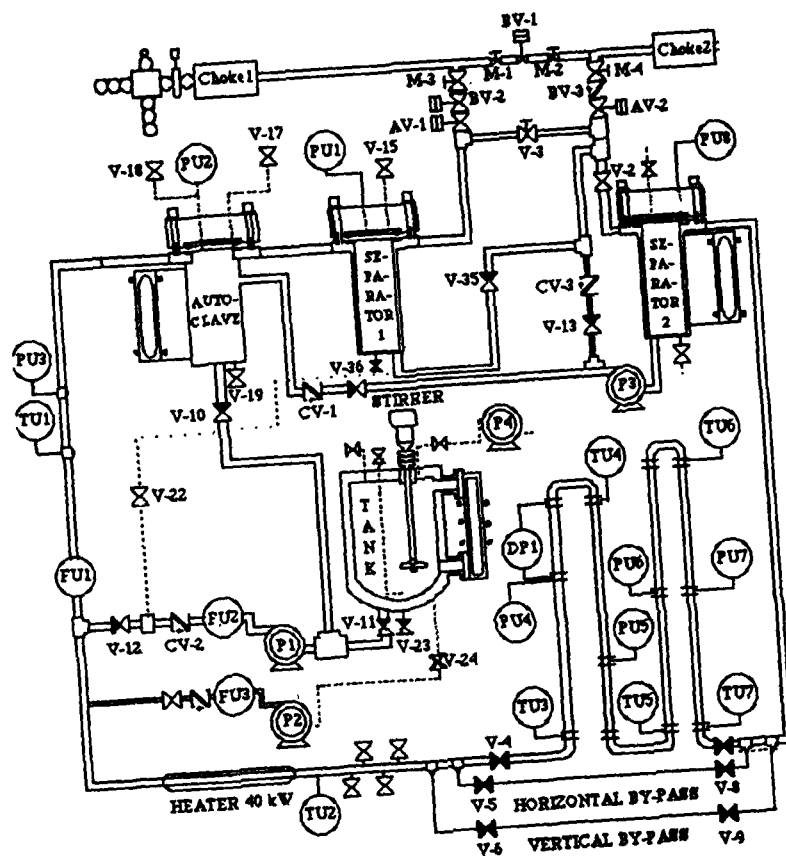 BV-1
Choke1
Choke2
M-3
M-1
M-2
M-4
BV-2
BV-3
AV-1
AV-2
V-3
V-17
V-18
PU2
PU1
V-15
V-2
PU8
AUTO-
CLAVE
SEPA-
RA-
TOR
1
SEPA-
RA-
TOR
2
V-35
CV-3
V-13
PU3
TU1
V-19
V-10
V-36
CV-1
P3
STIRRER
P4
V-22
TANK
TU4
TU6
DP1
PU6
PU7
PU4
PU5
FU1
FU2
V-12
CV-2
P1
V-11
V-23
V-24
FU3
P2
TU3
TU5
TU7
V-4
HEATER 40 kW
TU2
V-5
HORIZONTAL BY-PASS
V-8
V-6
VERTICAL BY-PASS
V-9